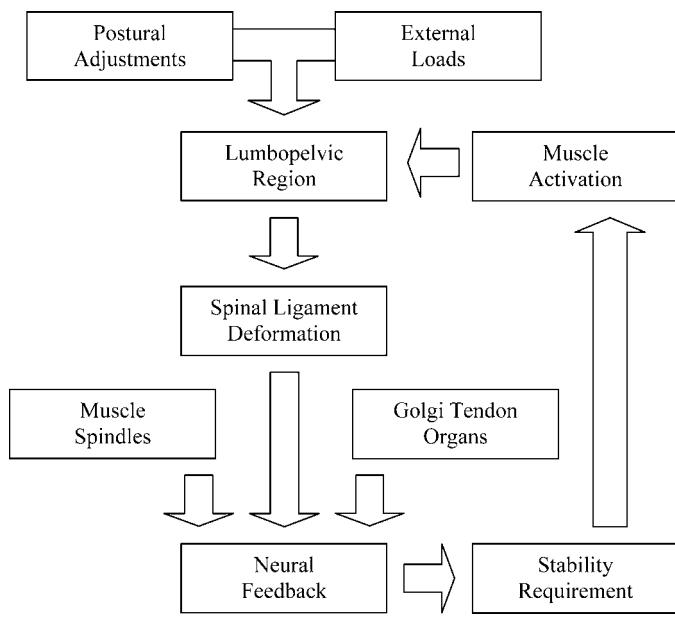 Postural
Adjustments
External
Loads
Lumbopelvic
Region
Muscle
Activation
Spinal Ligament
Deformation
Muscle
Spindles
Golgi Tendon
Organs
Neural
Feedback
Stability
Requirement